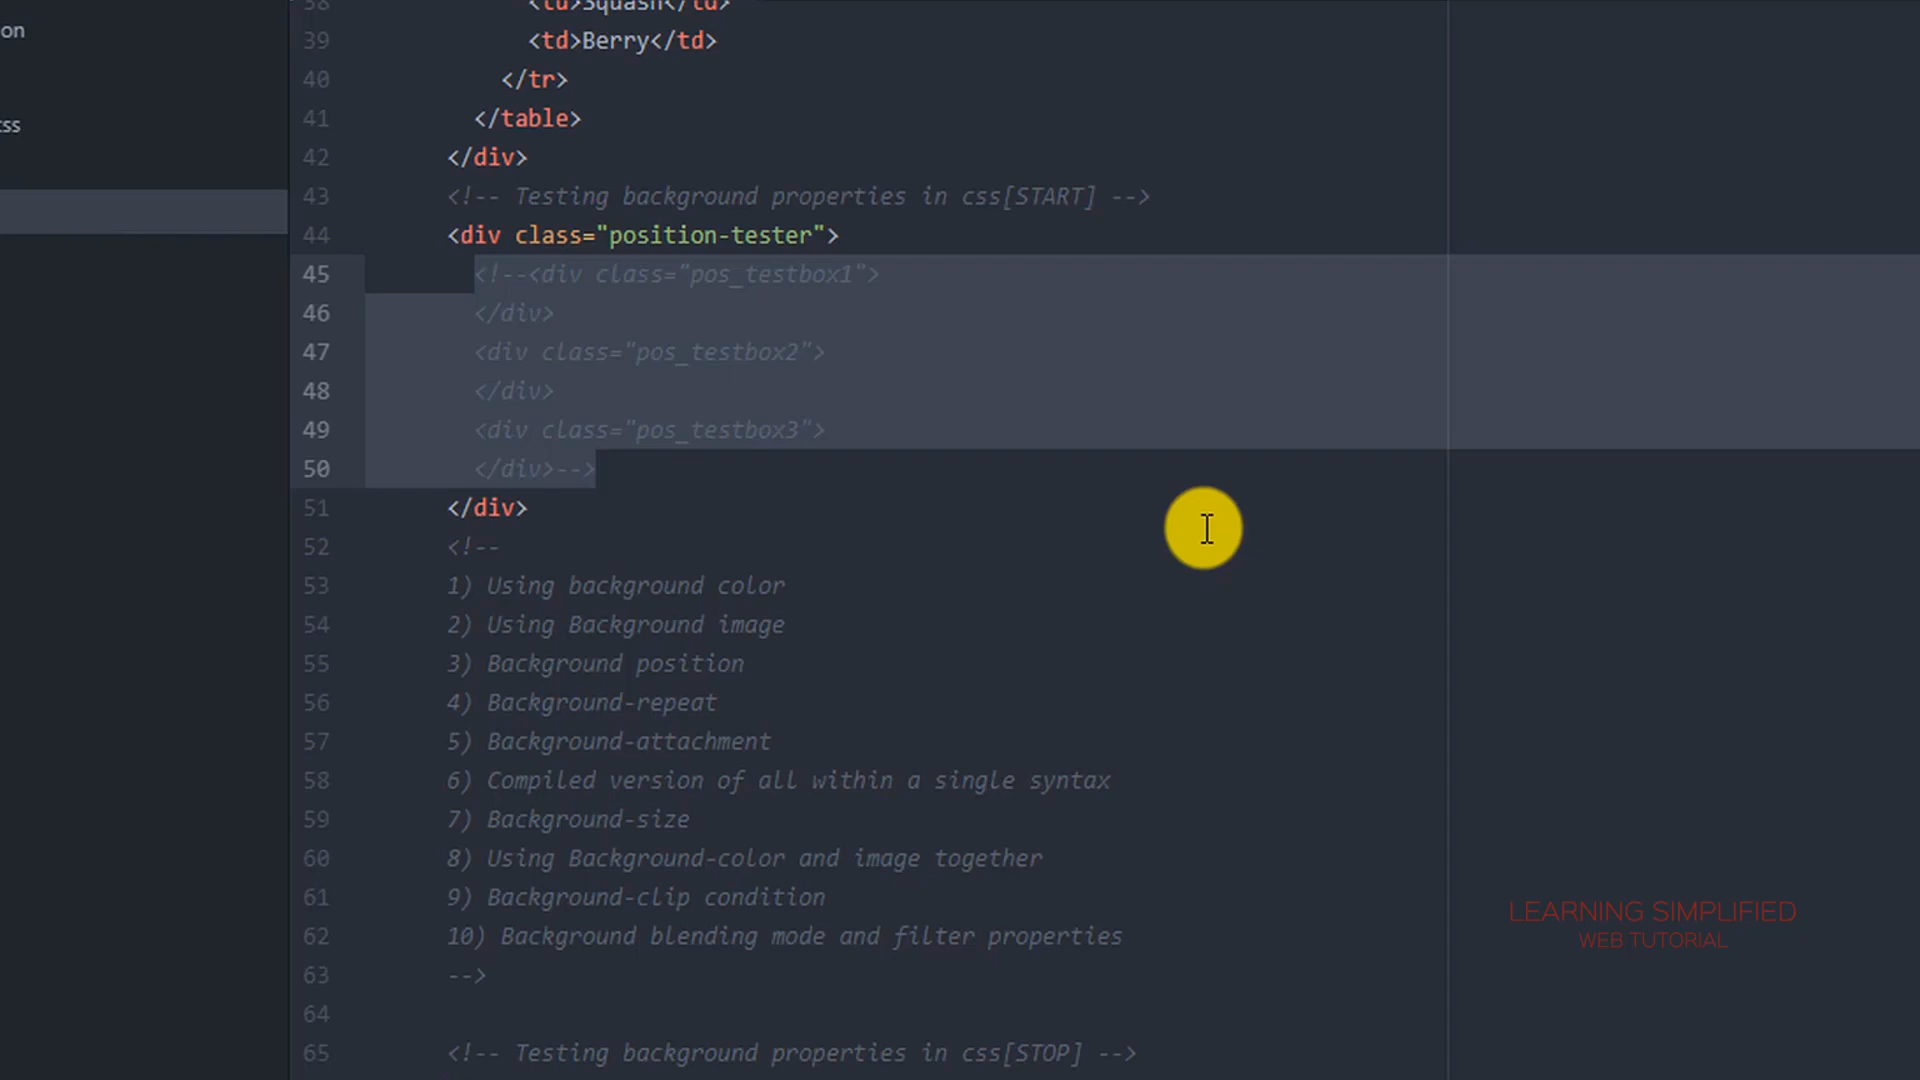 on
css
38 <td>Squash</td>
39 <td>Berry</td>
40 </tr>
41 </table>
42 </div>
43 <!-- Testing background properties in css[START] -->
44 <div class="position-tester">
45 <!--<div class="pos_testbox1">
46 </div>
47 <div class="pos_testbox2">
48 </div>
49 <div class="pos_testbox3">
50 </div>-->
51 </div>
52 <!--
53 1) Using background color
54 2) Using Background image
55 3) Background position
56 4) Background-repeat
57 5) Background-attachment
58 6) Compiled version of all within a single syntax
59 7) Background-size
60 8) Using Background-color and image together
61 9) Background-clip condition
62 10) Background blending mode and filter properties
63 -->
64
65 <!-- Testing background properties in css[STOP] -->
LEARNING SIMPLIFIED
WEB TUTORIAL